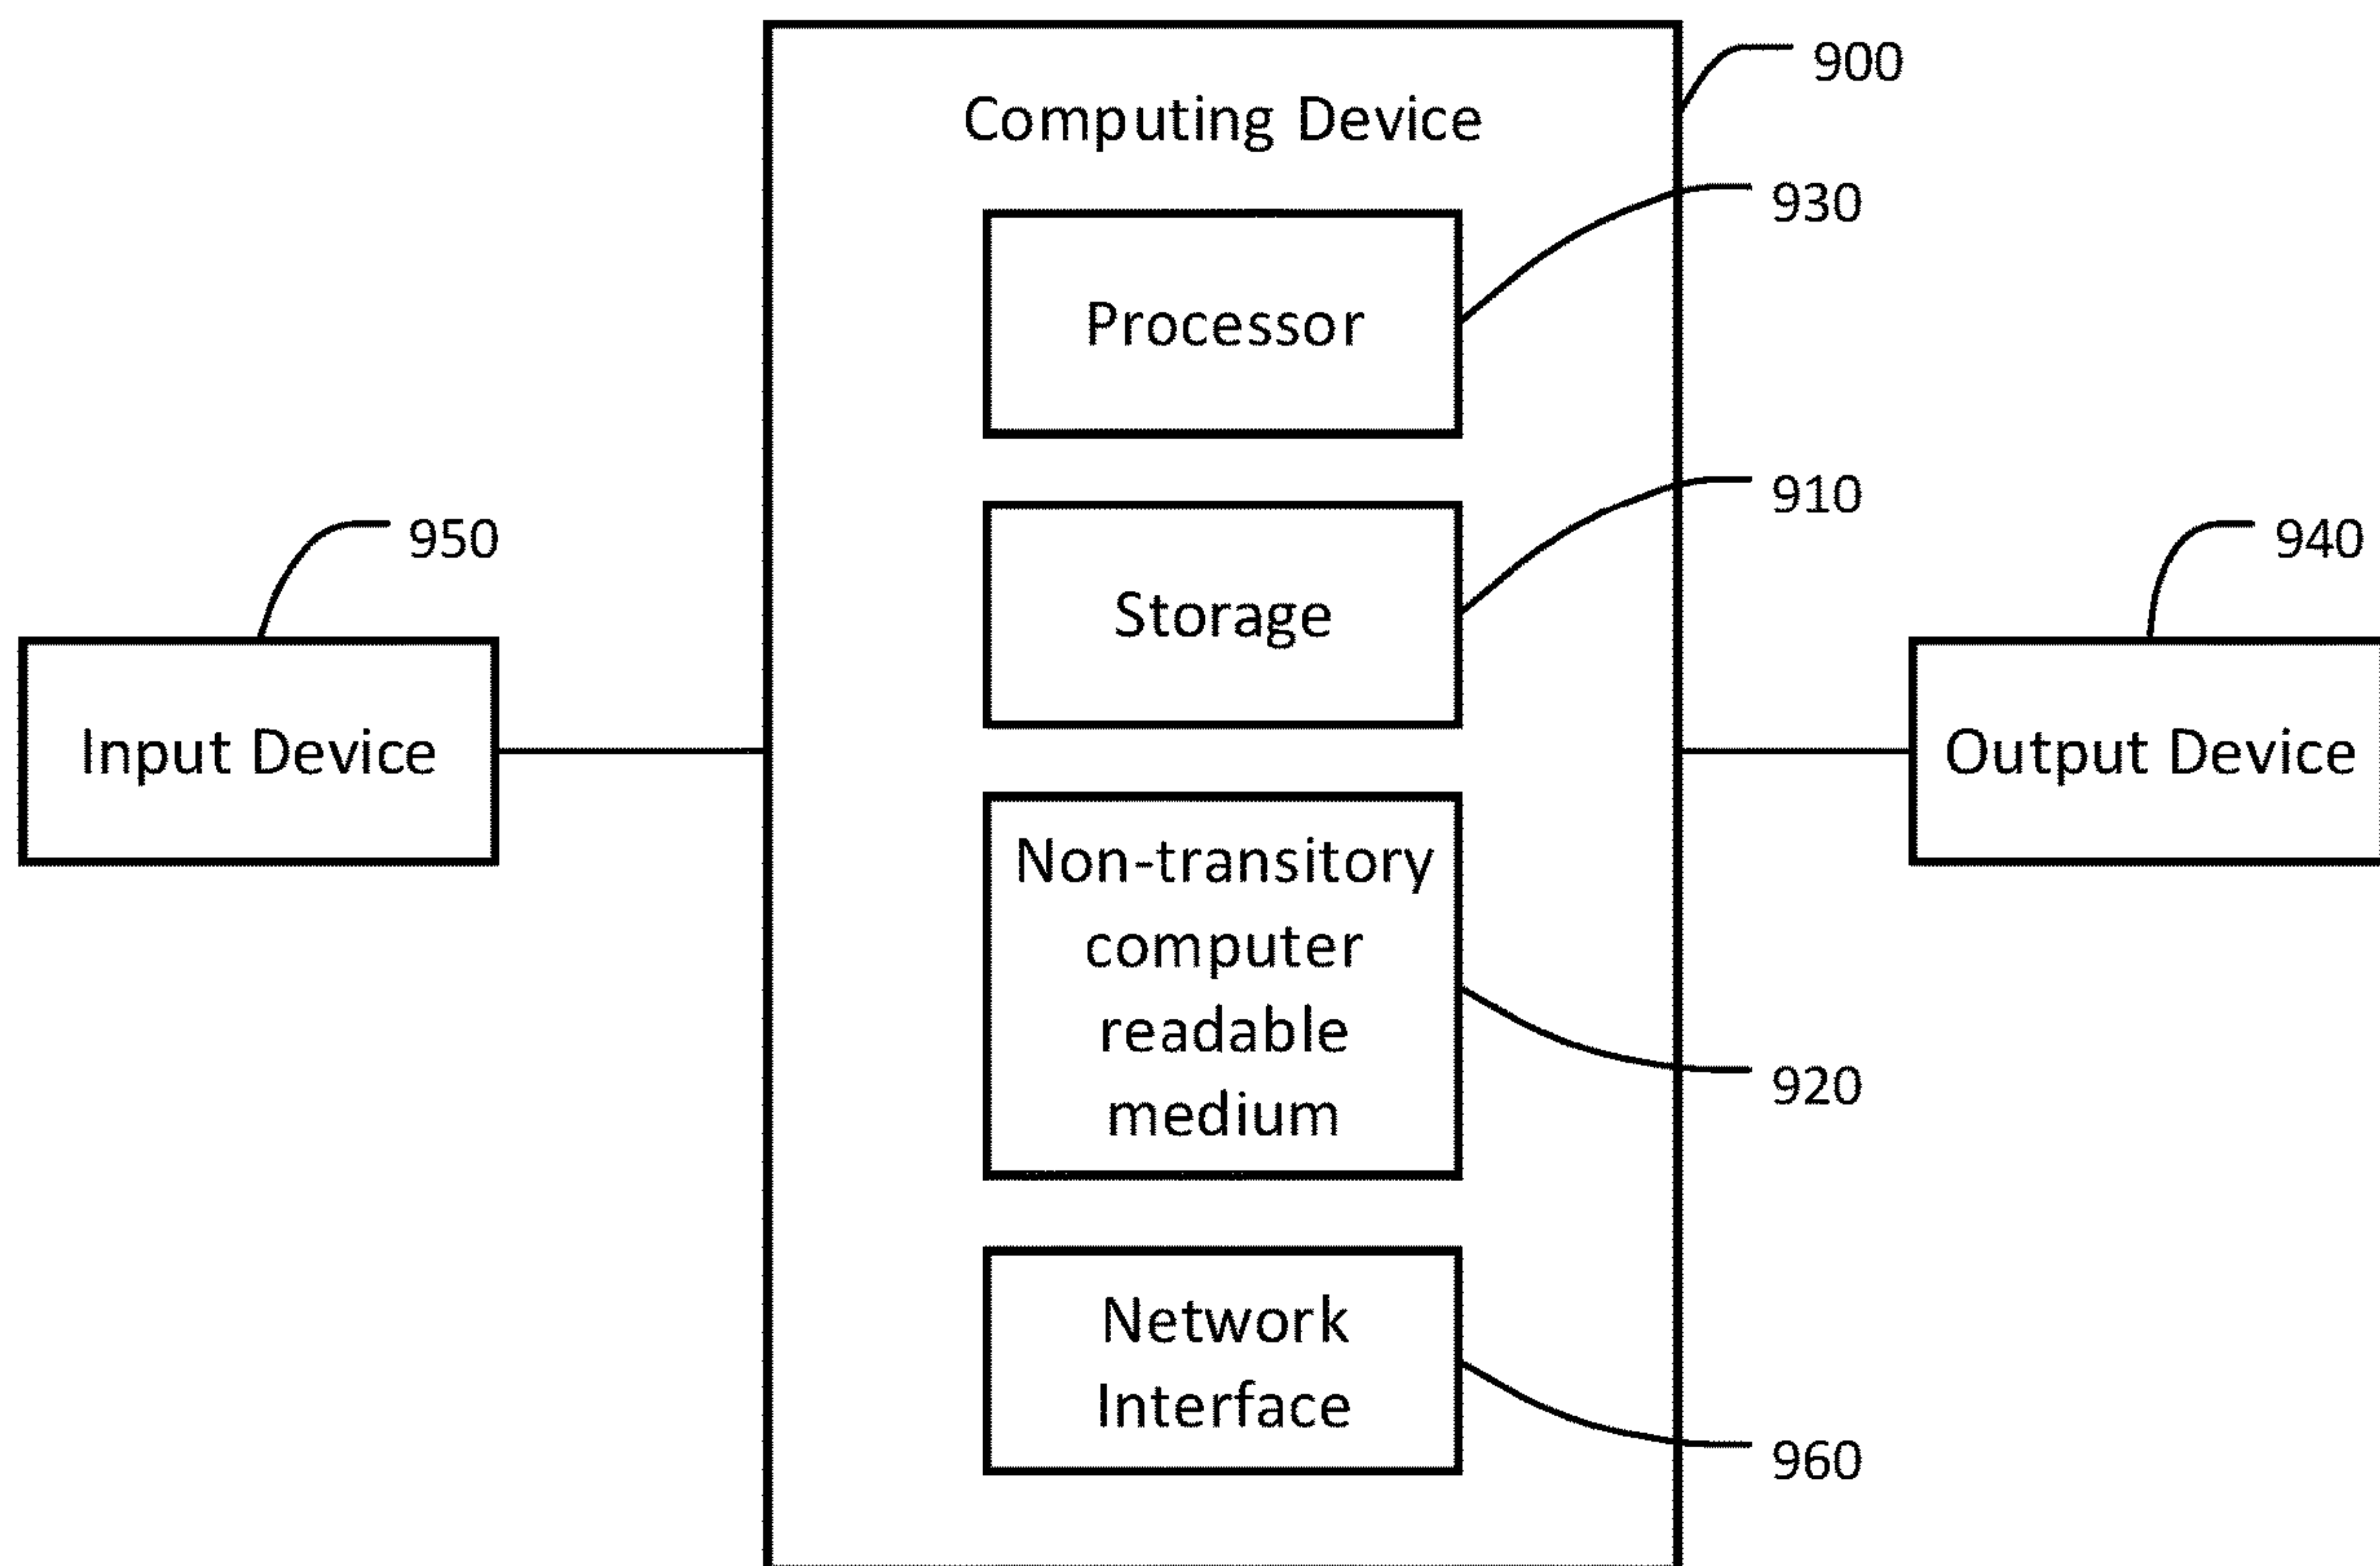 900
Computing Device
930
Processor
910
Storage
950
940
Input Device
Output Device
Non-transitory
computer
readable
medium
920
Network
Interface
960